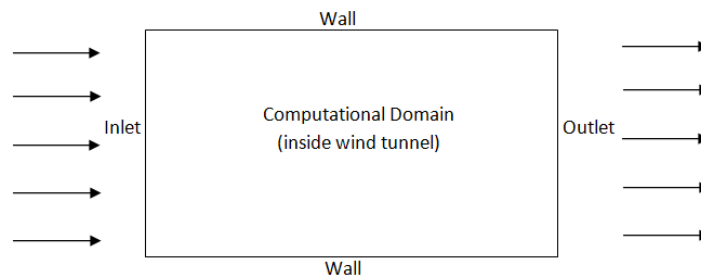 Wall
Computational Domain
(inside wind tunnel)
Inlet
Outlet
Wall